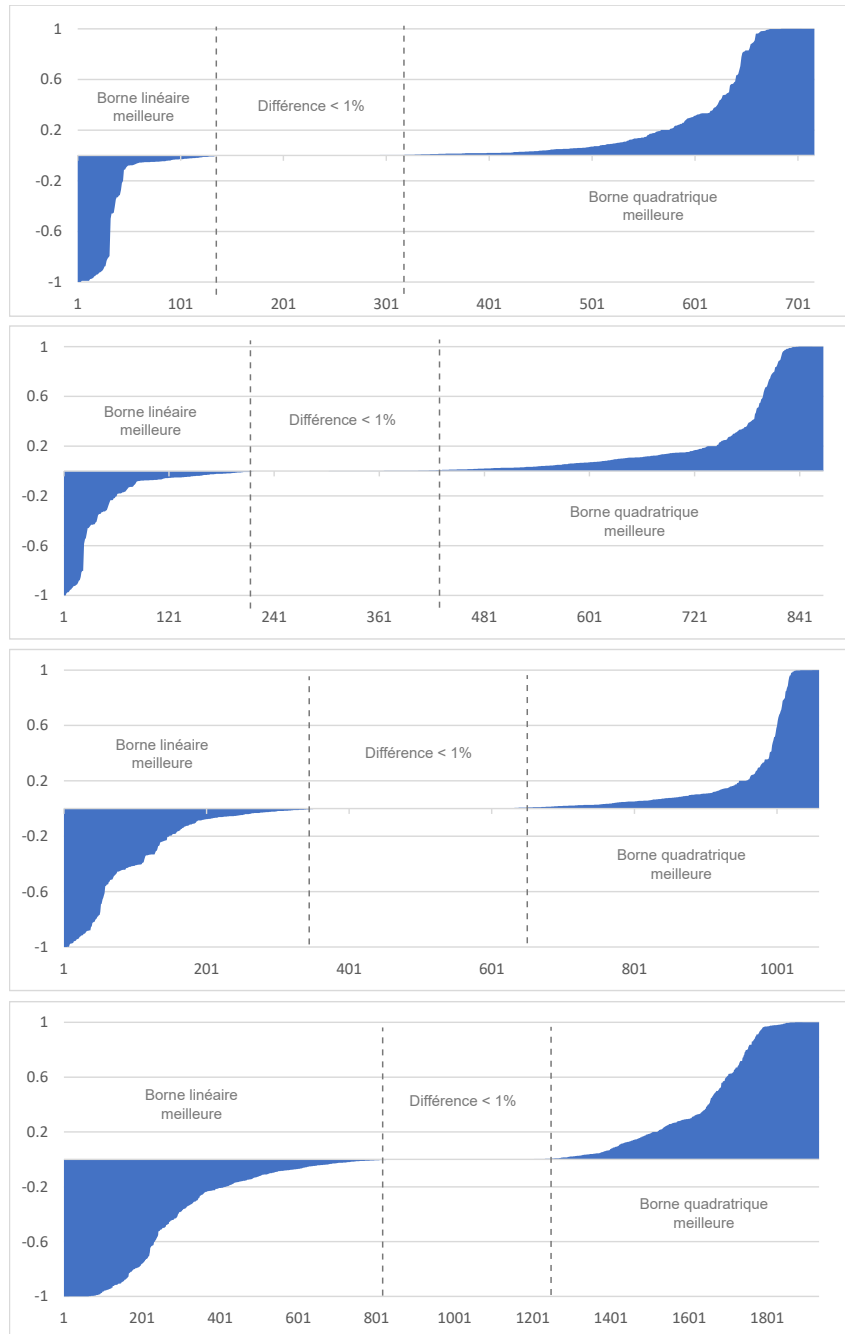 1
0.6
Borne linéaire
meilleure
Différence < 1%
0.2
-0.2
Borne quadratrique
meilleure
-0.6
-1
1 101 201 301 401 501 601 701
1
0.6
Borne linéaire
meilleure
Différence < 1%
0.2
-0.2
Borne quadratrique
meilleure
-0.6
-1
1 121 241 361 481 601 721 841
1
0.6
Borne linéaire
meilleure
Différence < 1%
0.2
-0.2
Borne quadratrique
meilleure
-0.6
-1
1 201 401 601 801 1001
1
0.6
Borne linéaire
meilleure
Différence < 1%
0.2
-0.2
Borne quadratrique
meilleure
-0.6
-1
1 201 401 601 801 1001 1201 1401 1601 1801